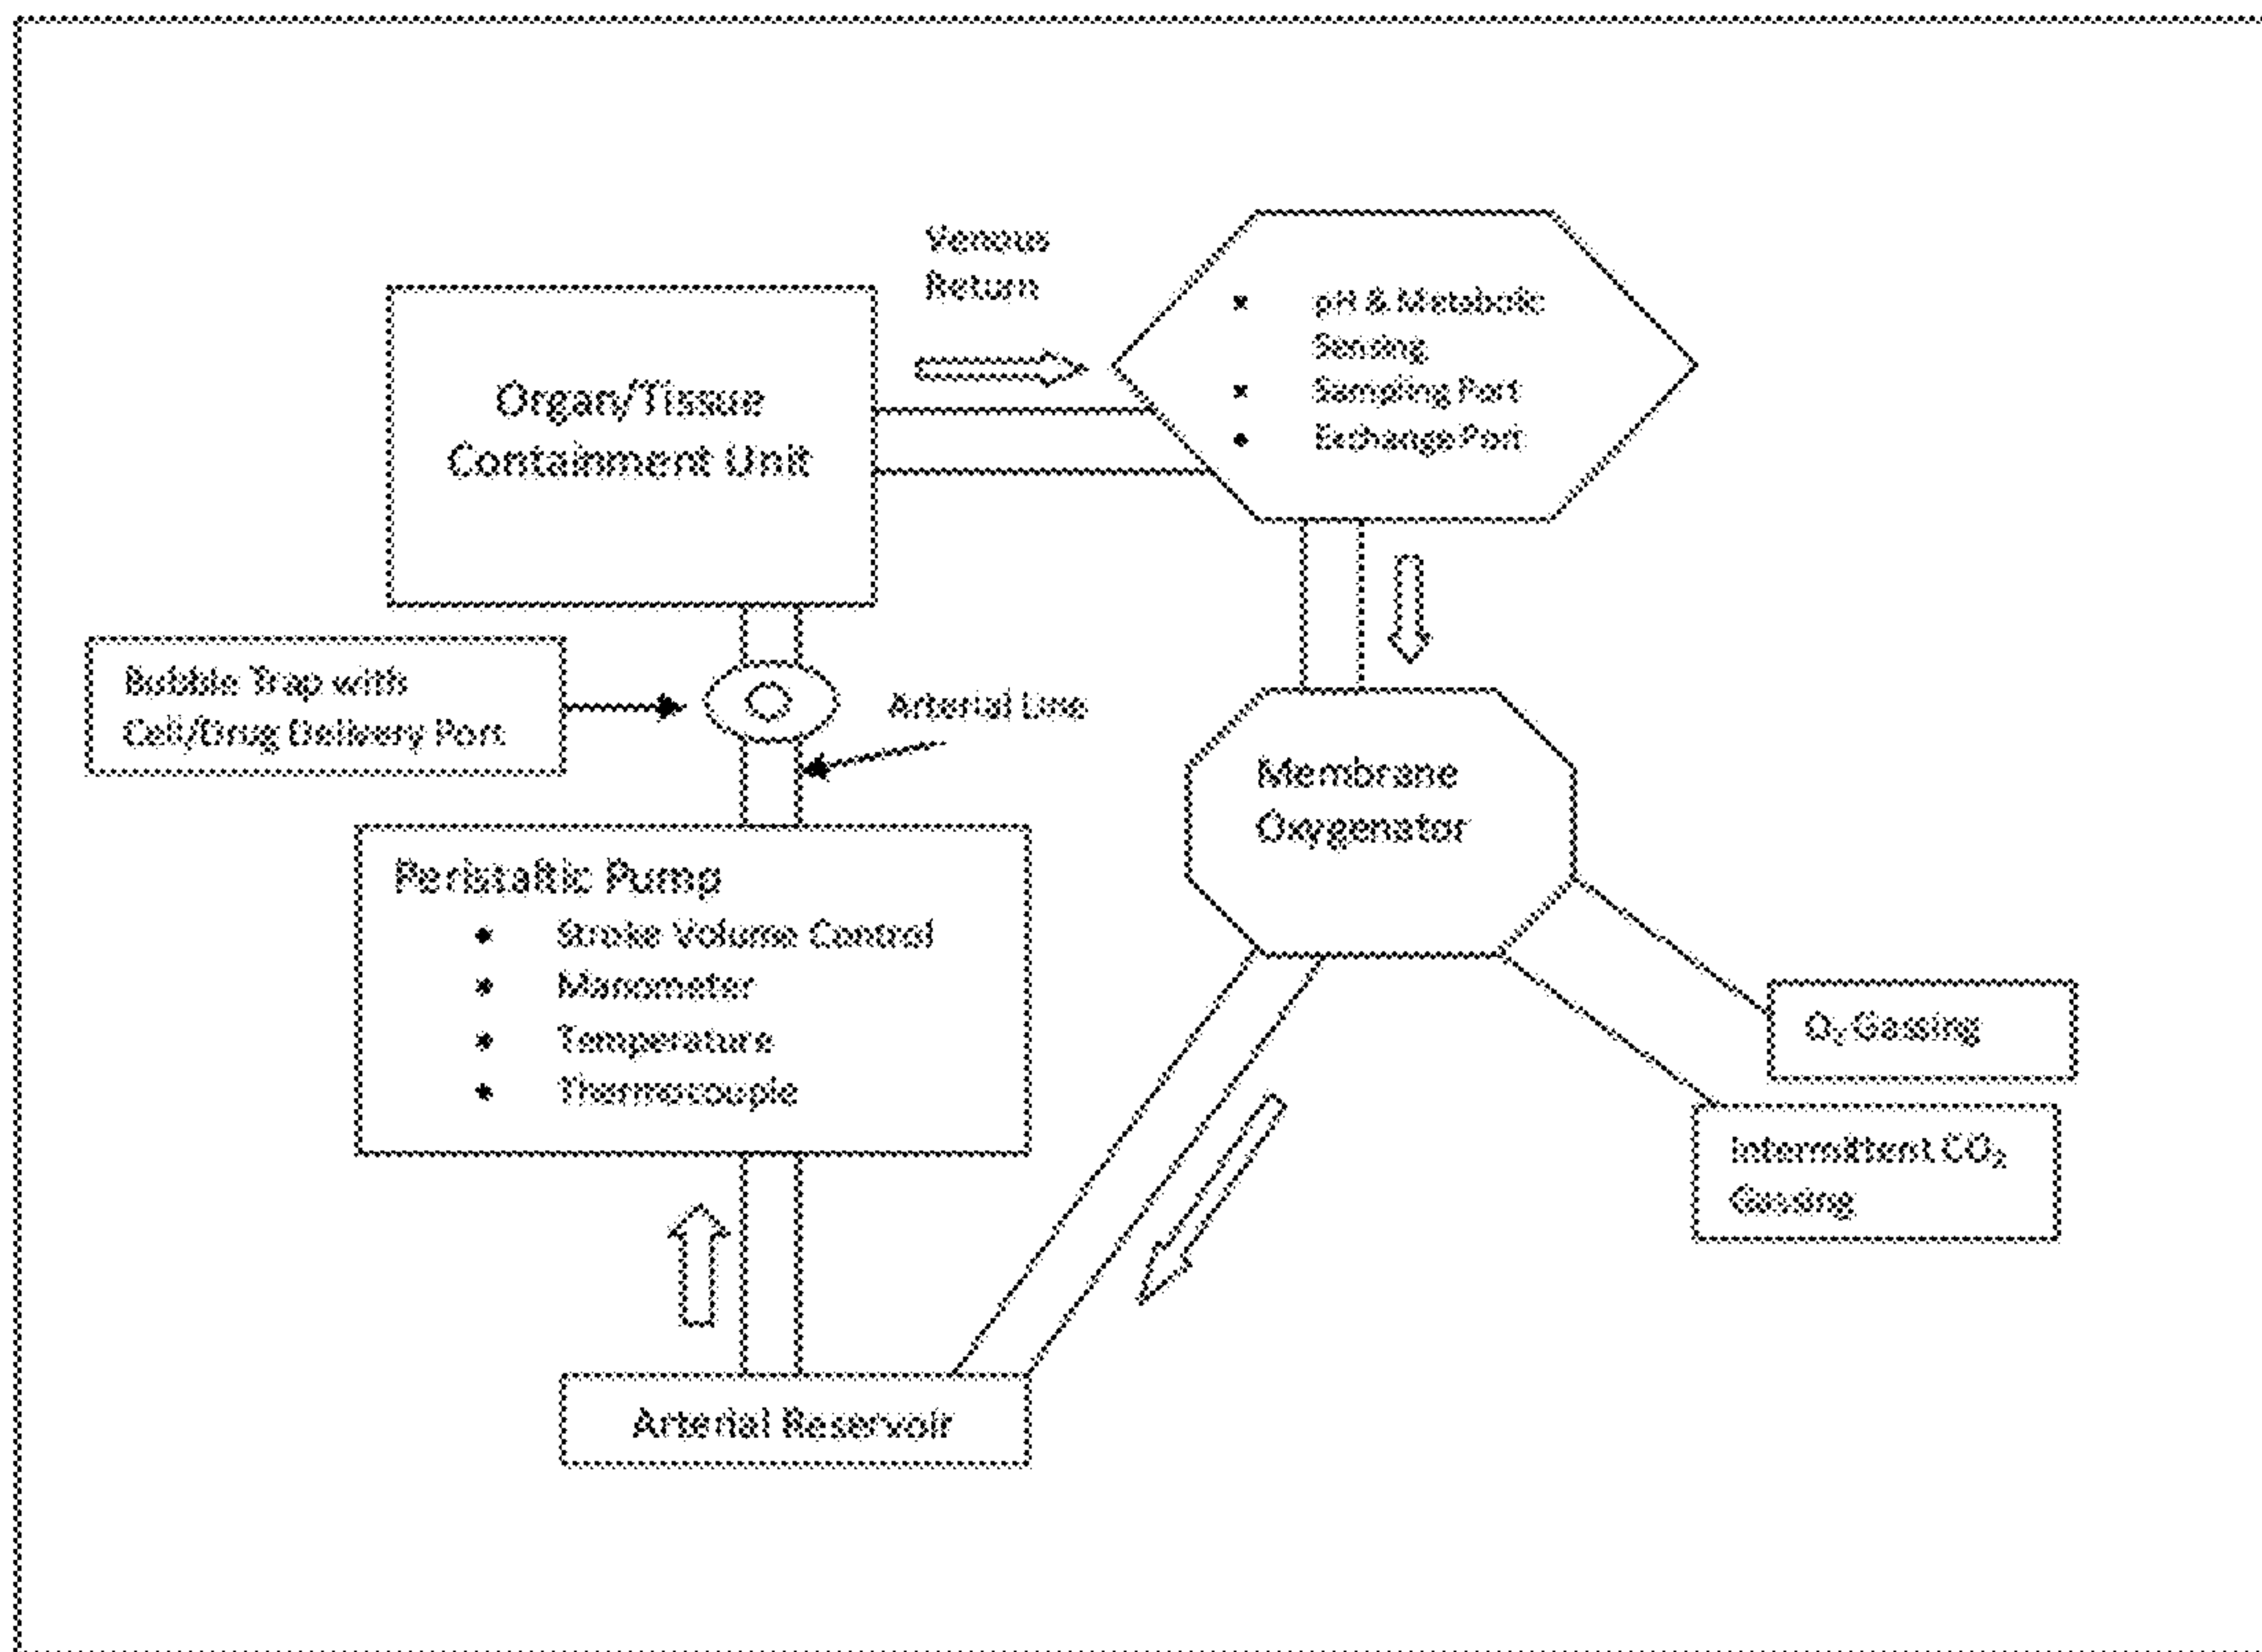 Venous
Return
Organ/Tissue
Containment Unit
pH & Metabolic
Sensing
Sampling Port
Exchange Port
Bubble Trap with
Cell/Drug Delivery Port
Arterial Line
Membrane
Oxygenator
Peristaltic Pump
Stroke Volume Control
Manometer
Temperature
Thermocouple
O₂ Gassing
Intermittent CO₂
Gassing
Arterial Reservoir